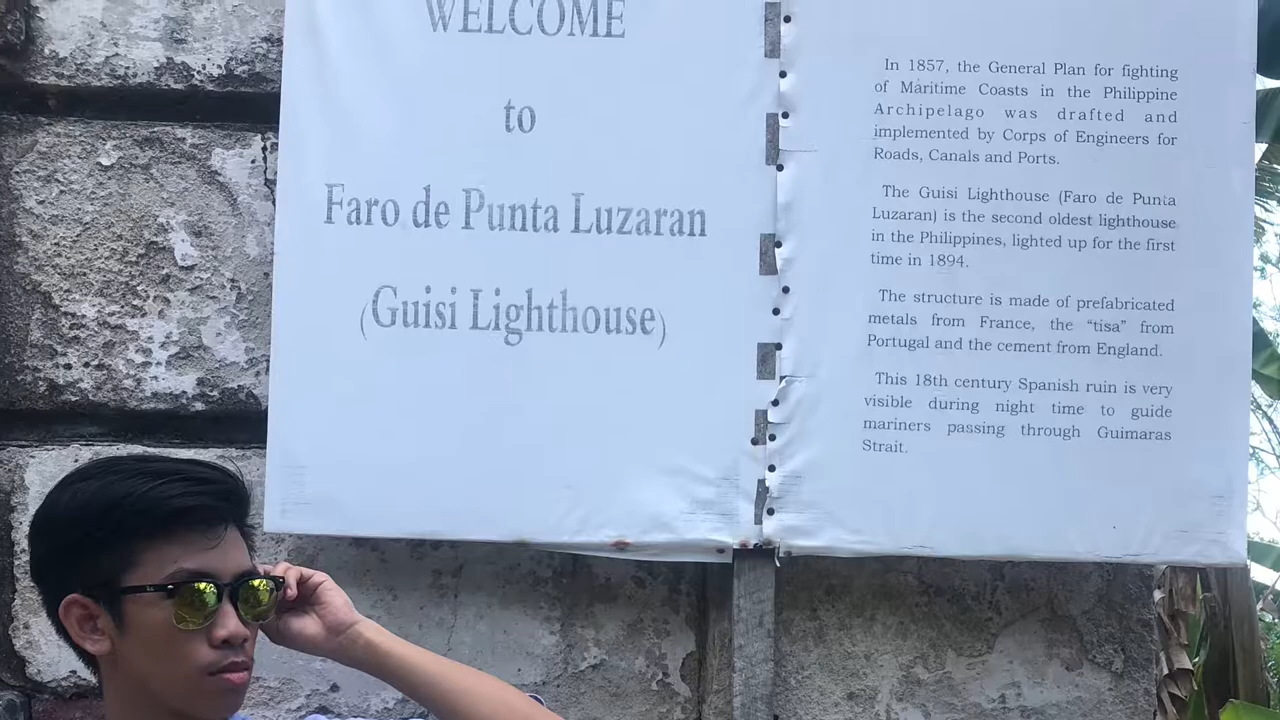 WELCOME
to
Faro de Punta Luzaran
(Guisi Lighthouse)
In 1857, the General Plan for fighting
of Maritime Coasts in the Philippine
Archipelago was drafted and
implemented by Corps of Engineers for
Roads, Canals and Ports.
The Guisi Lighthouse (Faro de Punta
Luzaran) is the second oldest lighthouse
in the Philippines, lighted up for the first
time in 1894.
The structure is made of prefabricated
metals from France, the “tisa” from
Portugal and the cement from England.
This 18th century Spanish ruin is very
visible during night time to guide
mariners passing through Guimaras
Strait.